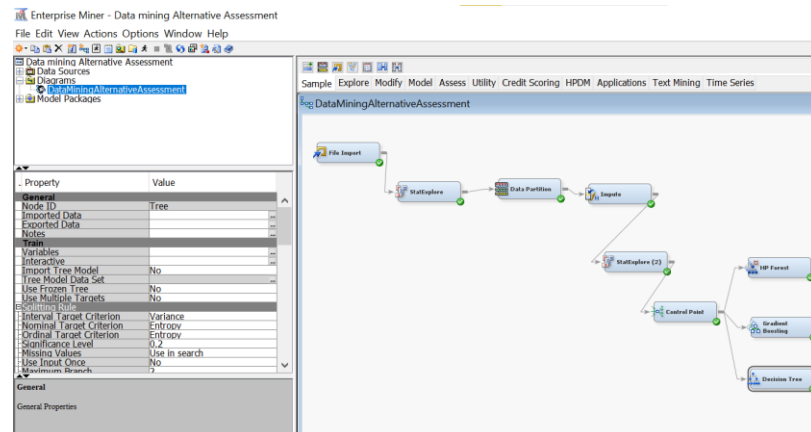 Enterprise Miner - Data mining Alternative Assessment
File Edit View Actions Options Window Help
Data mining Alternative Assessment
Data Sources
Diagrams
DataMiningAlternativeAssessment
Model Packages
Property Value
General
Node ID Tree
Imported Data
Exported Data
Notes
Train
Variables
Interactive
Import Tree Model No
Tree Model Data Set
Use Frozen Tree No
Use Multiple Targets No
Splitting Rule
Interval Target Criterion Variance
Nominal Target Criterion Entropy
Ordinal Target Criterion Entropy
Significance Level 0.2
Missing Values Use in search
Use Input Once No
Maximum Branch 2
General
General Properties
Sample Explore Modify Model Assess Utility Credit Scoring HPDM Applications Text Mining Time Series
DataMiningAlternativeAssessment
File Import
StatExplore
Data Partition
Impute
StatExplore (2)
HP Forest
Control Point
Gradient
Boosting
Decision Tree